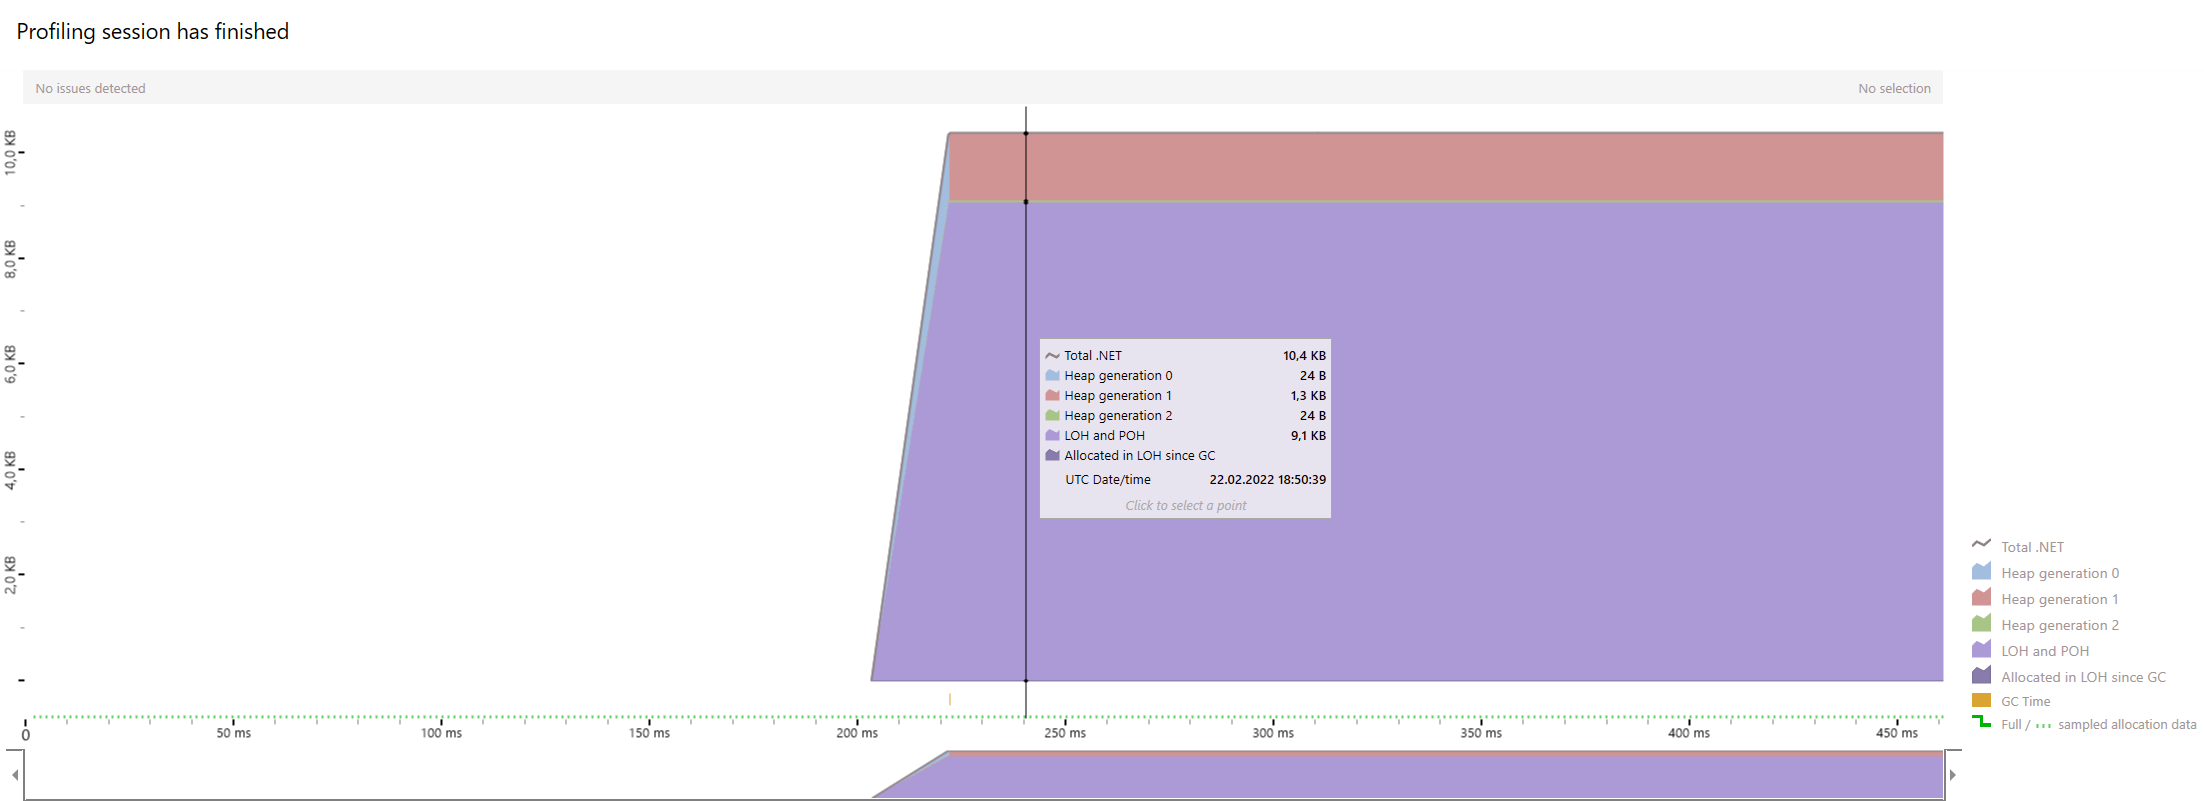 Profiling session has finished
No issues detected
No selection
10,0 KB
8,0 KB
6,0 KB
4,0 KB
2,0 KB
Total .NET 10,4 KB
Heap generation 0 24 B
Heap generation 1 1,3 KB
Heap generation 2 24 B
LOH and POH 9,1 KB
Allocated in LOH since GC
UTC Date/time 22.02.2022 18:50:39
Click to select a point
Total .NET
Heap generation 0
Heap generation 1
Heap generation 2
LOH and POH
Allocated in LOH since GC
GC Time
Full / sampled allocation data
0 50 ms 100 ms 150 ms 200 ms 250 ms 300 ms 350 ms 400 ms 450 ms